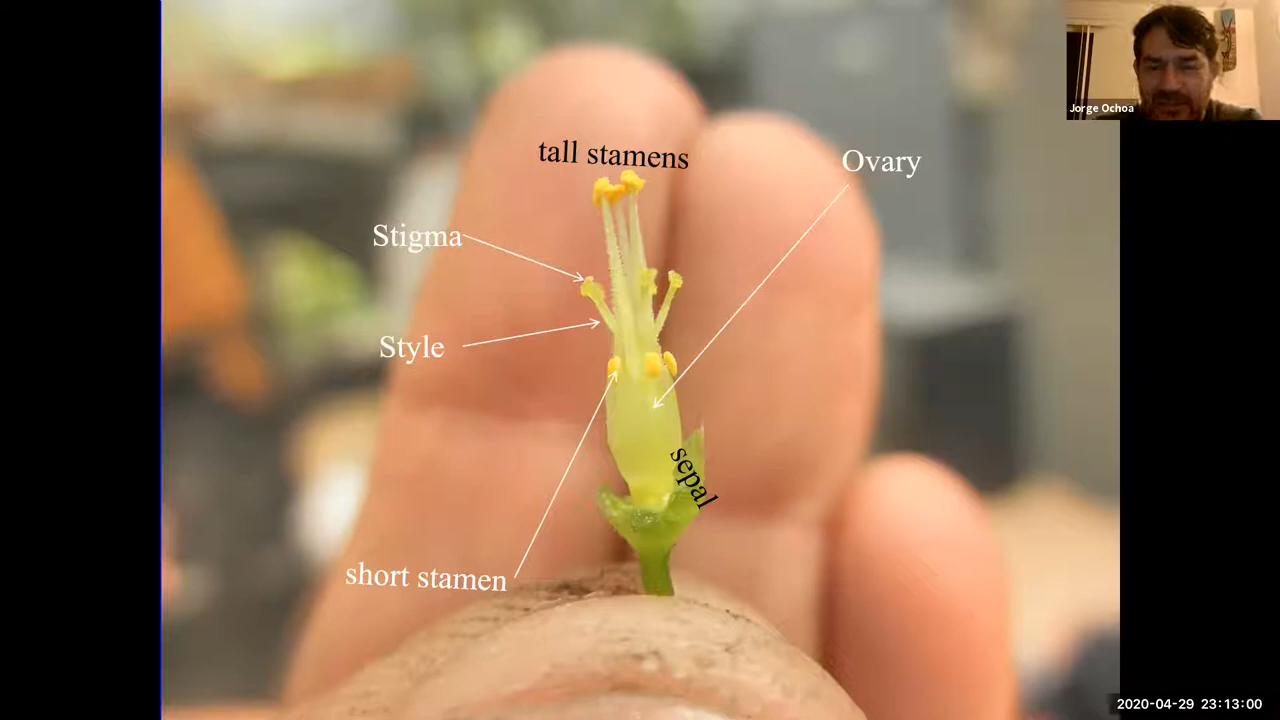 Jorge Ochoa
tall stamens
Ovary
Stigma
Style
sepal
short stamen
2020-04-29 23:13:00